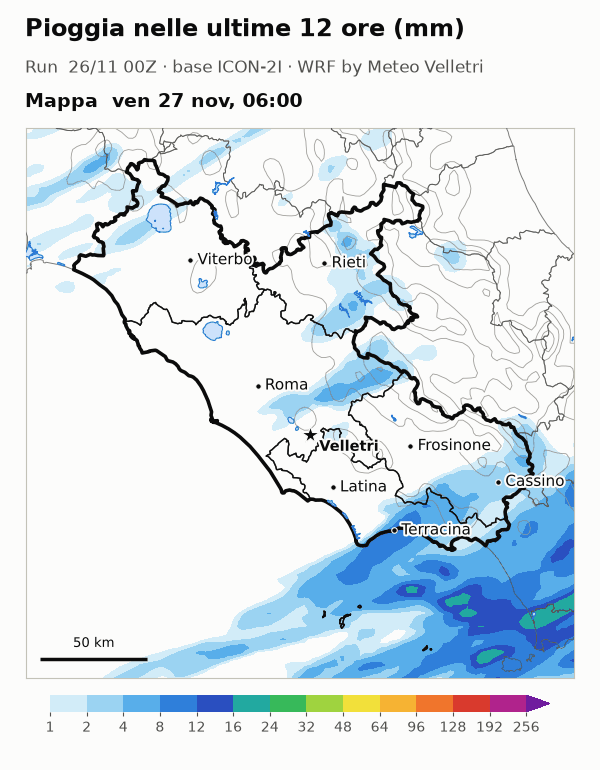 Pioggia nelle ultime 12 ore (mm)
Run 26/11 00Z · base ICON-2I · WRF by Meteo Velletri
Mappa ven 27 nov, 06:00
Viterbo
Rieti
Roma
Velletri
Frosinone
Cassino
Latina
Terracina
50 km
1 2 4 8 12 16 24 32 48 64 96 128 192 256